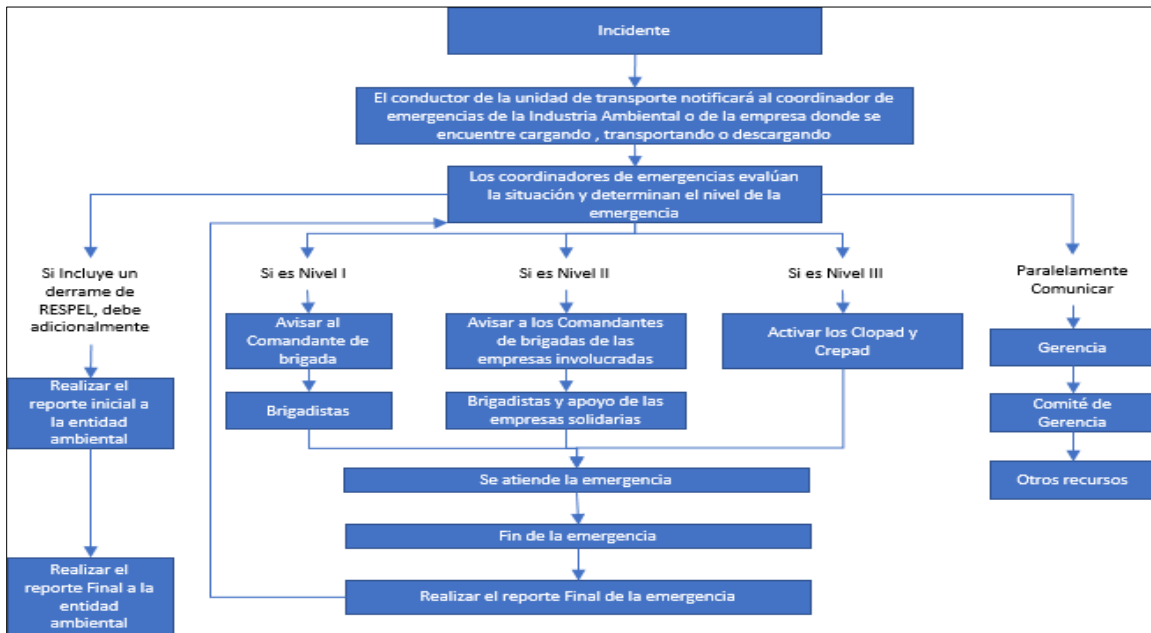 Incidente
El conductor de la unidad de transporte notificará al coordinador de
emergencias de la Industria Ambiental o de la empresa donde se
encuentre cargando , transportando o descargando
Los coordinadores de emergencias evalúan
la situación y determinan el nivel de la
emergencia
Si Incluye un
derrame de
RESPEL, debe
adicionalmente
Realizar el
reporte inicial a
la entidad
ambiental
Realizar el
reporte Final a la
entidad
ambiental
Si es Nivel I
Avisar al
Comandante de
brigada
Brigadistas
Si es Nivel II
Avisar a los Comandantes
de brigadas de las
empresas involucradas
Brigadistas y apoyo de las
empresas solidarias
Si es Nivel III
Activar los Clopad y
Crepad
Paralelamente
Comunicar
Gerencia
Comité de
Gerencia
Otros recursos
Se atiende la emergencia
Fin de la emergencia
Realizar el reporte Final de la emergencia